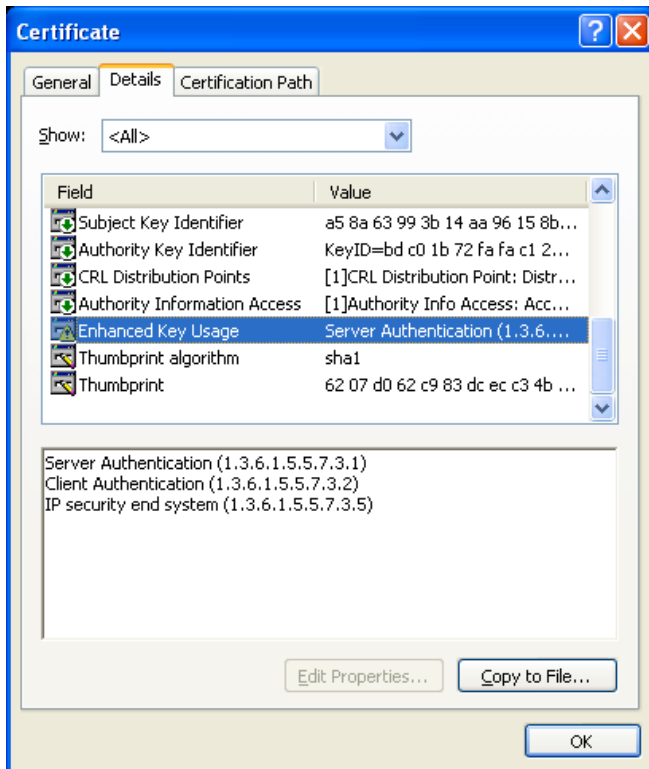 Certificate
General Details Certification Path
Show: <All>
Field Value
Subject Key Identifier a5 8a 63 99 3b 14 aa 96 15 8b...
Authority Key Identifier KeyID=bd c0 1b 72 fa fa c1 2...
CRL Distribution Points [1]CRL Distribution Point: Distr...
Authority Information Access [1]Authority Info Access: Acc...
Enhanced Key Usage Server Authentication (1.3.6....
Thumbprint algorithm sha1
Thumbprint 62 07 d0 62 c9 83 dc ec c3 4b ...
Server Authentication (1.3.6.1.5.5.7.3.1)
Client Authentication (1.3.6.1.5.5.7.3.2)
IP security end system (1.3.6.1.5.5.7.3.5)
Edit Properties... Copy to File...
OK